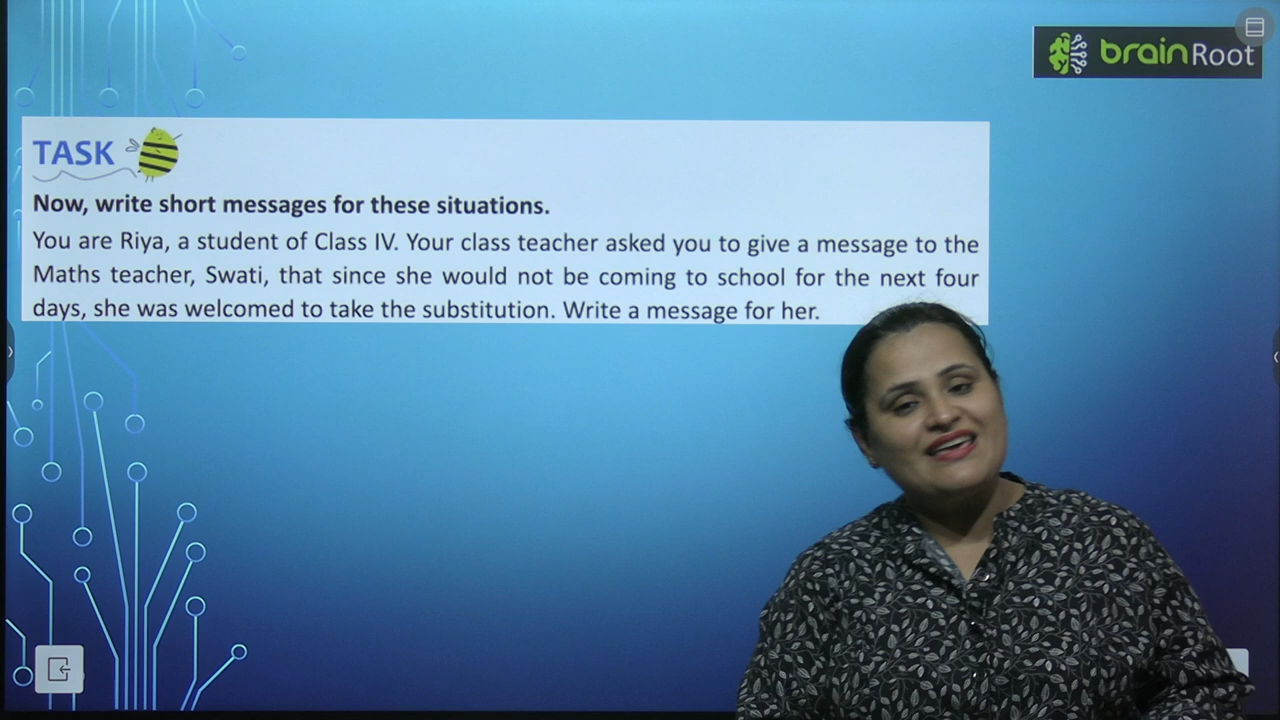 brainRoot
TASK
Now, write short messages for these situations.
You are Riya, a student of Class IV. Your class teacher asked you to give a message to the
Maths teacher, Swati, that since she would not be coming to school for the next four
days, she was welcomed to take the substitution. Write a message for her.